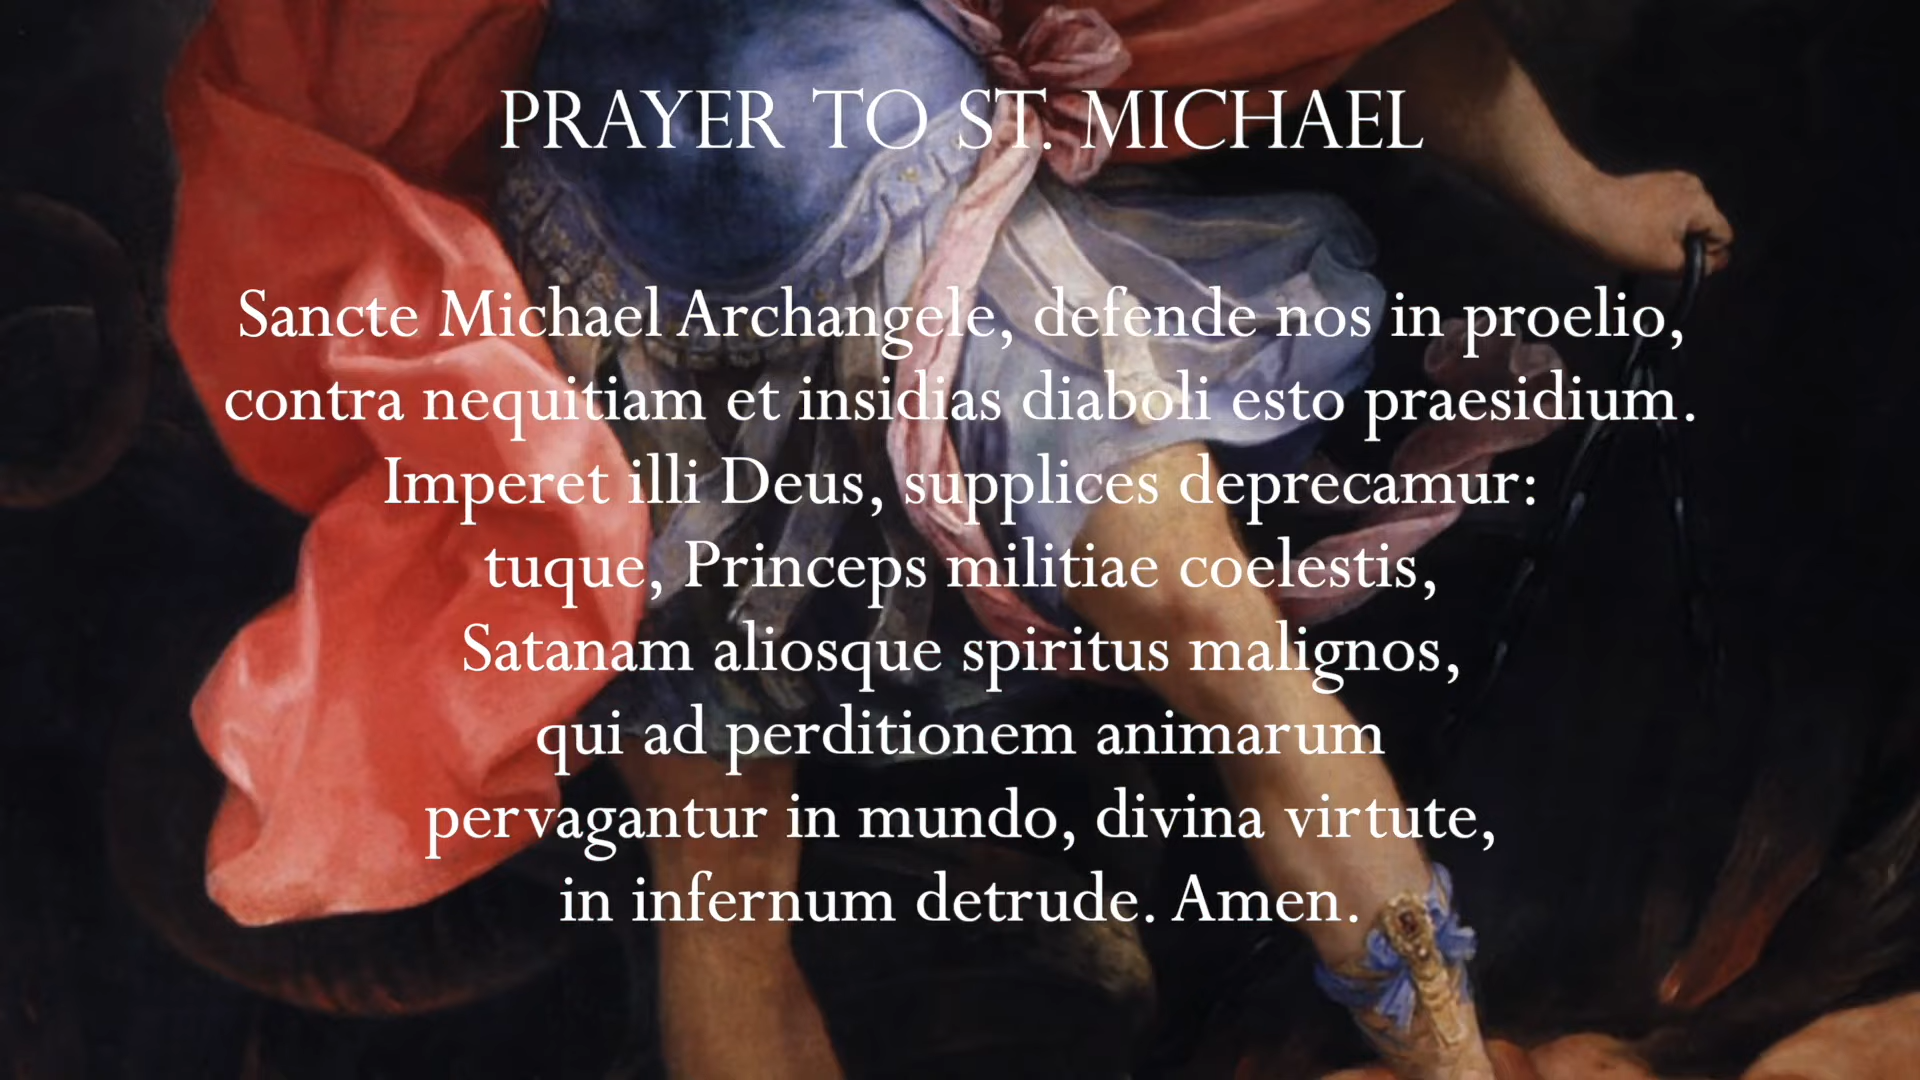 PRAYER TO ST. MICHAEL
Sancte Michael Archangele, defende nos in proelio,
contra nequitiam et insidias diaboli esto praesidium.
Imperet illi Deus, supplices deprecamur:
tuque, Princeps militiae coelestis,
Satanam aliosque spiritus malignos,
qui ad perditionem animarum
pervagantur in mundo, divina virtute,
in infernum detrude. Amen.